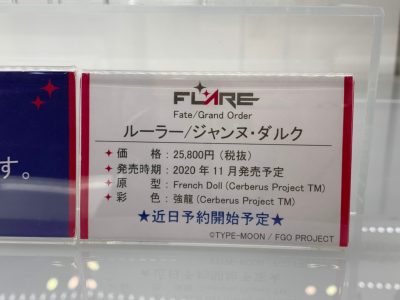 FLARE
Fate/Grand Order
ルーラー/ジャンヌ・ダルク
✦価　　格：25,800円（税抜）
✦発売時期：2020年11月発売予定
✦原　　型：French Doll (Cerberus Project TM)
✦彩　　色：強龍(Cerberus Project TM)
★近日予約開始予定★
©TYPE-MOON / FGO PROJECT
す。